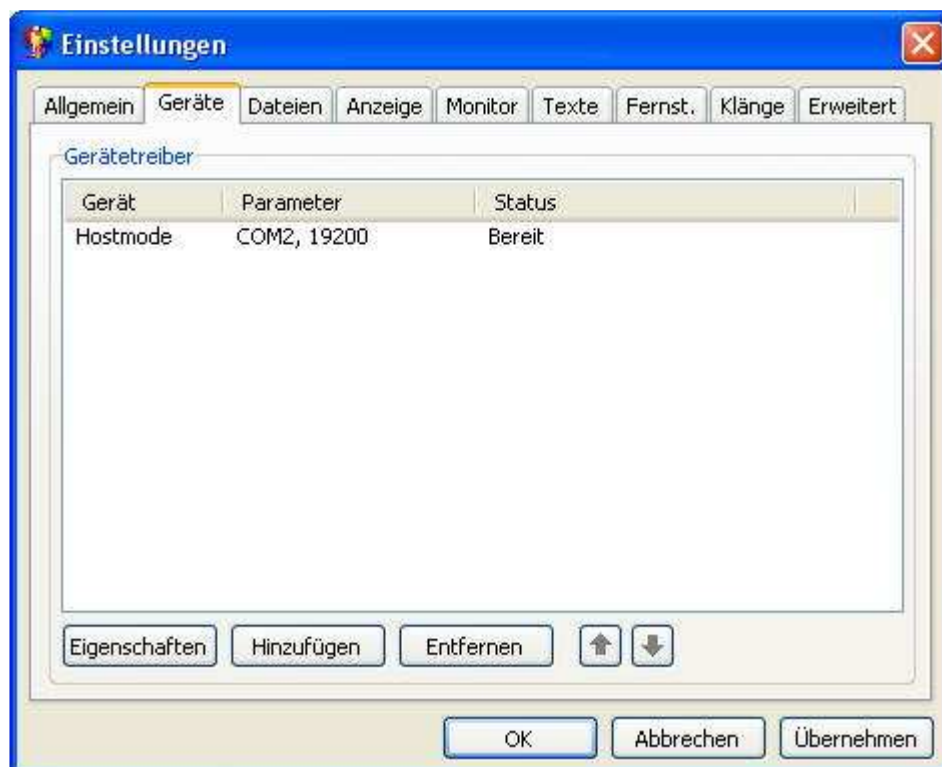 Einstellungen
Allgemein Geräte Dateien Anzeige Monitor Texte Fernst. Klänge Erweitert
Gerätetreiber
Gerät Parameter Status
Hostmode COM2, 19200 Bereit
Eigenschaften Hinzufügen Entfernen
OK Abbrechen Übernehmen